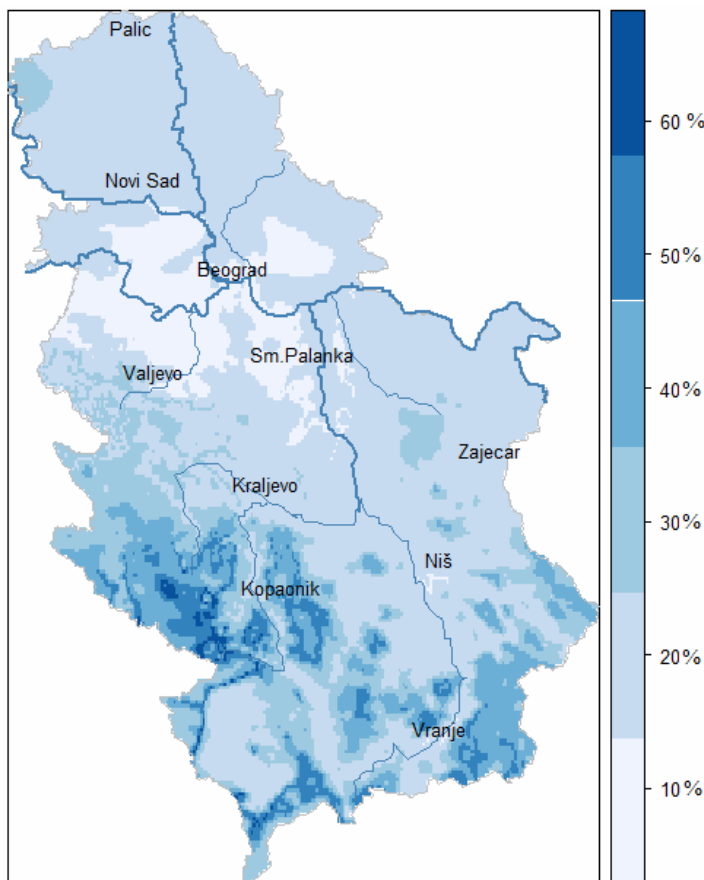 Palic
60 %
Novi Sad
50%
Beograd
Sm.Palanka
Valjevo
40%
Zajecar
Kraljevo
30%
Niš
Kopaonik
20%
Vranje
10%